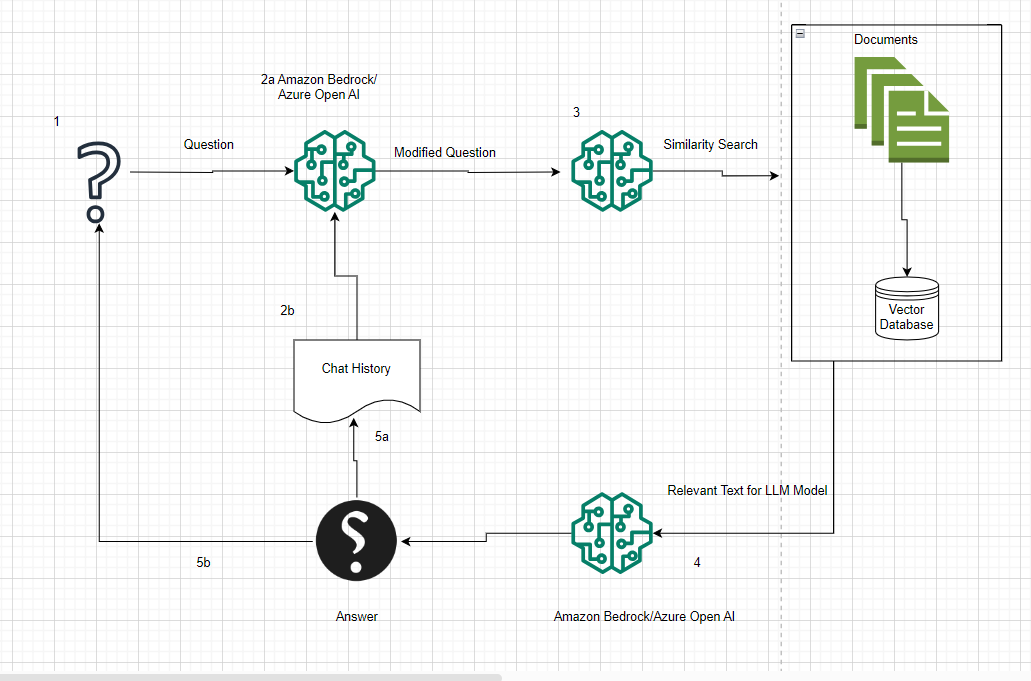 Documents
2a Amazon Bedrock/
Azure Open AI
1
3
Question
Modified Question
Similarity Search
2b
Vector
Database
Chat History
5a
Relevant Text for LLM Model
5b
4
Answer
Amazon Bedrock/Azure Open AI